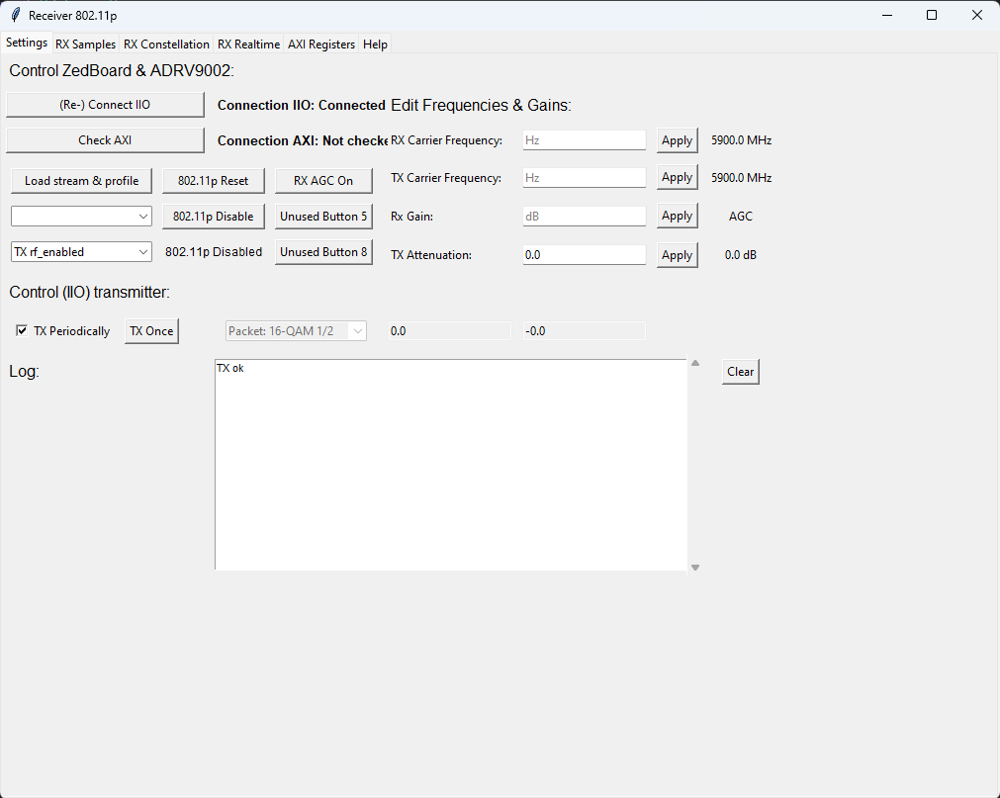 Receiver 802.11p
Settings RX Samples RX Constellation RX Realtime AXI Registers Help
Control ZedBoard & ADRV9002:
(Re-) Connect IIO Connection IIO: Connected Edit Frequencies & Gains:
Check AXI Connection AXI: Not checke RX Carrier Frequency: Hz Apply 5900.0 MHz
Load stream & profile 802.11p Reset RX AGC On TX Carrier Frequency: Hz Apply 5900.0 MHz
802.11p Disable Unused Button 5 Rx Gain: dB Apply AGC
TX rf_enabled 802.11p Disabled Unused Button 8 TX Attenuation: 0.0 Apply 0.0 dB
Control (IIO) transmitter:
TX Periodically TX Once Packet: 16-QAM 1/2 0.0 -0.0
Log: TX ok Clear